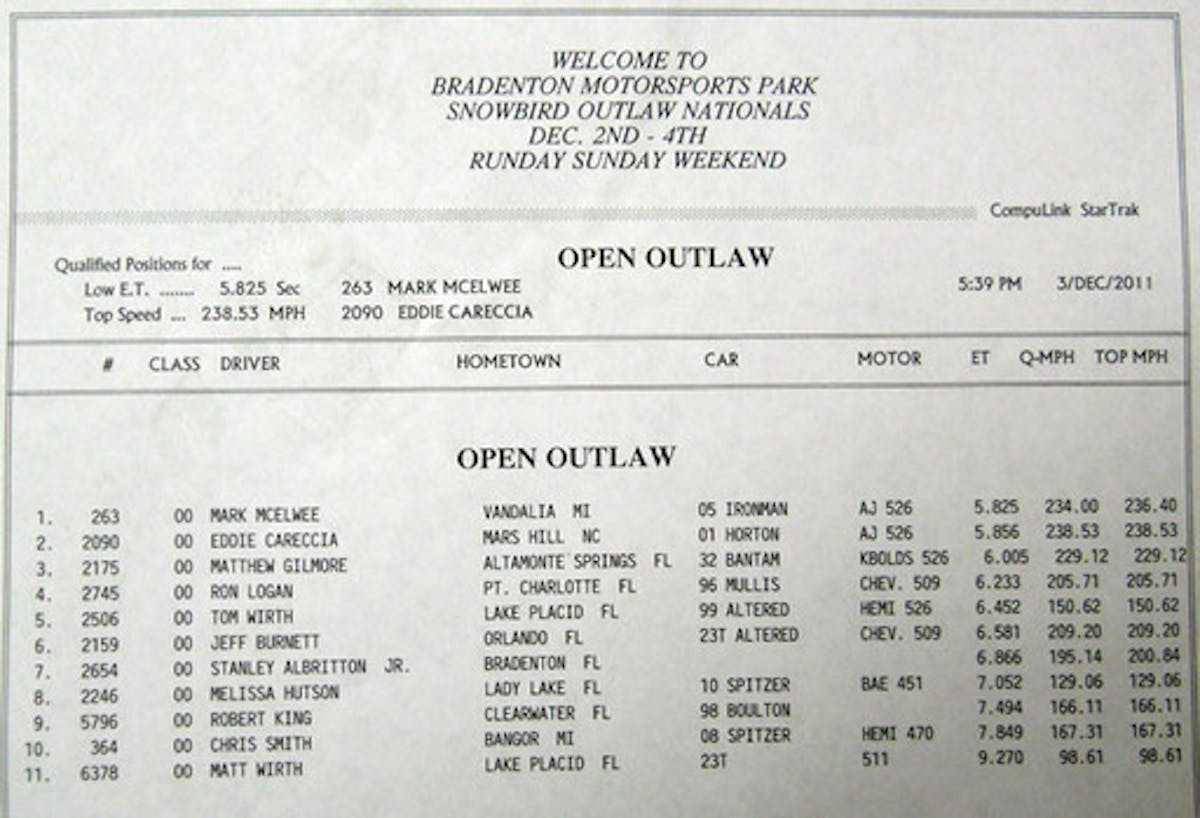 WELCOME TO
BRADENTON MOTORSPORTS PARK
SNOWBIRD OUTLAW NATIONALS
DEC. 2ND - 4TH
RUNDAY SUNDAY WEEKEND
CompuLink StarTrak
OPEN OUTLAW
Qualified Positions for ....
5:39 PM 3/DEC/2011
Low E.T. ....... 5.825 Sec 263 MARK MCELWEE
Top Speed ... 238.53 MPH 2090 EDDIE CARECCIA
# CLASS DRIVER HOMETOWN CAR MOTOR ET Q-MPH TOP MPH
OPEN OUTLAW
1. 263 OO MARK MCELWEE VANDALIA MI 05 IRONMAN AJ 526 5.825 234.00 236.40
2. 2090 OO EDDIE CARECCIA MARS HILL NC 01 HORTON AJ 526 5.856 238.53 238.53
3. 2175 OO MATTHEW GILMORE ALTAMONTE SPRINGS FL 32 BANTAM KBOLDS 526 6.005 229.12 229.12
4. 2745 OO RON LOGAN PT. CHARLOTTE FL 96 MULLIS CHEV. 509 6.233 205.71 205.71
5. 2506 OO TOM WIRTH LAKE PLACID FL 99 ALTERED HEMI 526 6.452 150.62 150.62
6. 2159 OO JEFF BURNETT ORLANDO FL 23T ALTERED CHEV. 509 6.581 209.20 209.20
7. 2654 OO STANLEY ALBRITTON JR. BRADENTON FL 6.866 195.14 200.84
8. 2246 OO MELISSA HUTSON LADY LAKE FL 10 SPITZER BAE 451 7.052 129.06 129.06
9. 5796 OO ROBERT KING CLEARWATER FL 98 BOULTON 7.494 166.11 166.11
10. 364 OO CHRIS SMITH BANGOR MI 08 SPITZER HEMI 470 7.849 167.31 167.31
11. 6378 OO MATT WIRTH LAKE PLACID FL 23T 511 9.270 98.61 98.61